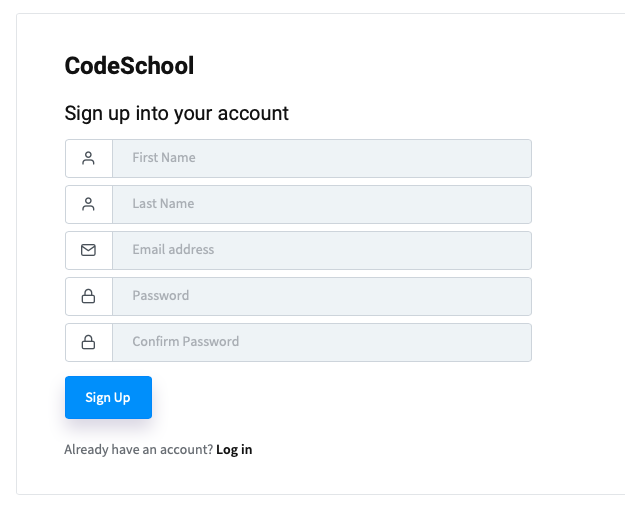 CodeSchool
Sign up into your account
First Name
Last Name
Email address
Password
Confirm Password
Sign Up
Already have an account? Log in